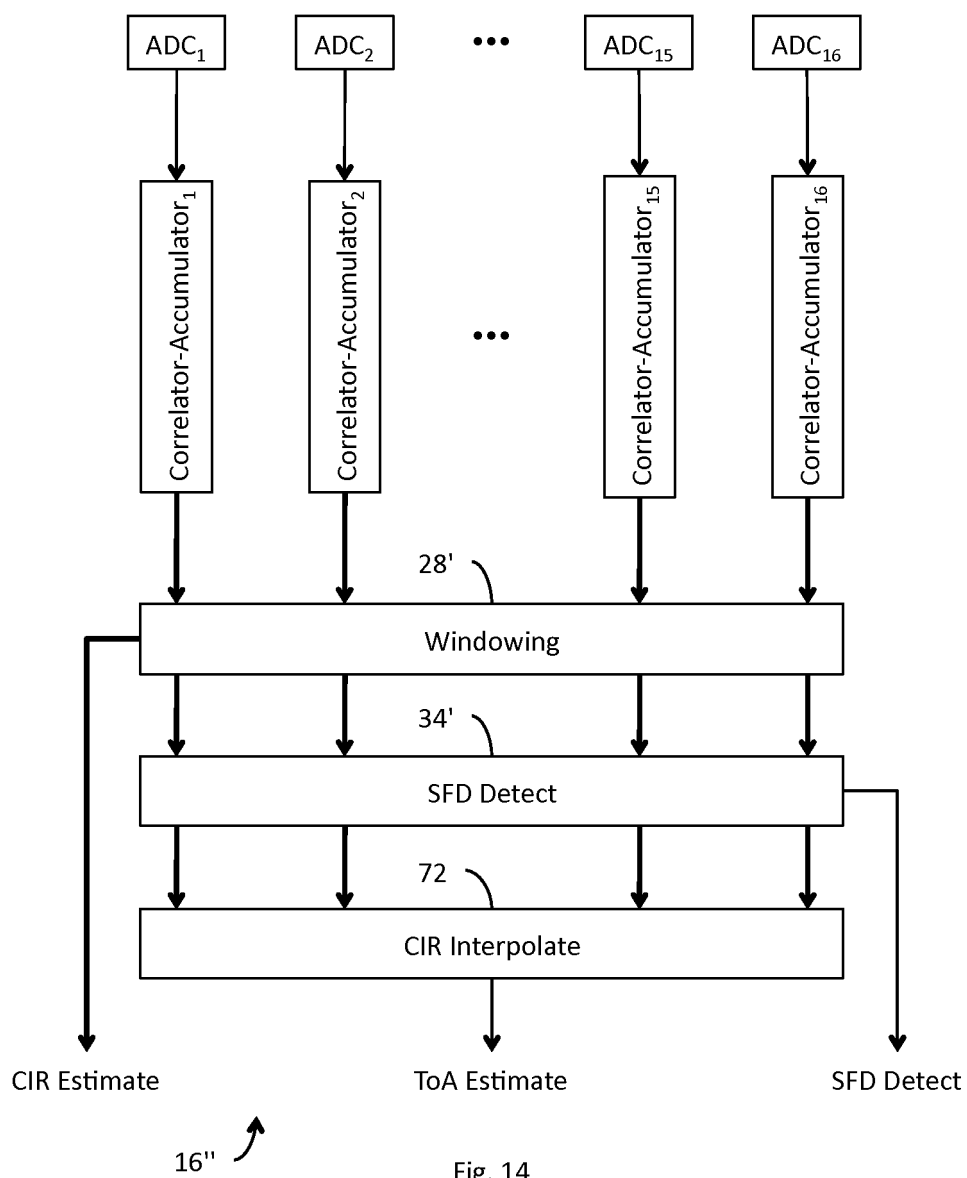 ADC1 ADC2 ••• ADC15 ADC16
Correlator-Accumulator1
Correlator-Accumulator2
•••
Correlator-Accumulator15
Correlator-Accumulator16
28'
Windowing
34'
SFD Detect
72
CIR Interpolate
CIR Estimate ToA Estimate SFD Detect
16"
Fig. 14